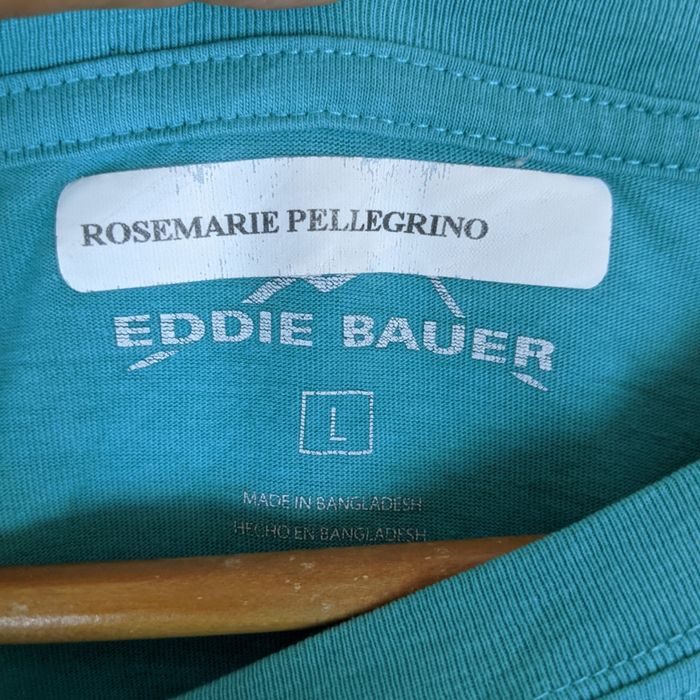 ROSEMARIE PELLEGRINO
EDDIE BAUER
L
MADE IN BANGLADESH
HECHO EN BANGLADESH